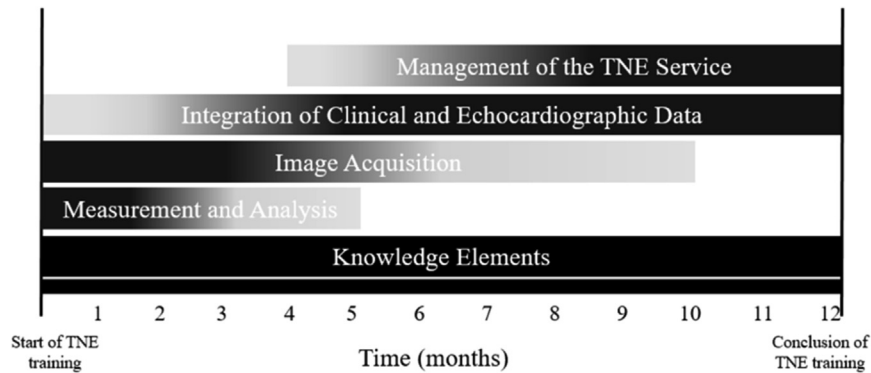 Management of the TNE Service
Integration of Clinical and Echocardiographic Data
Image Acquisition
Measurement and Analysis
Knowledge Elements
1 2 3 4 5 6 7 8 9 10 11 12
Start of TNE
training
Time (months)
Conclusion of
TNE training